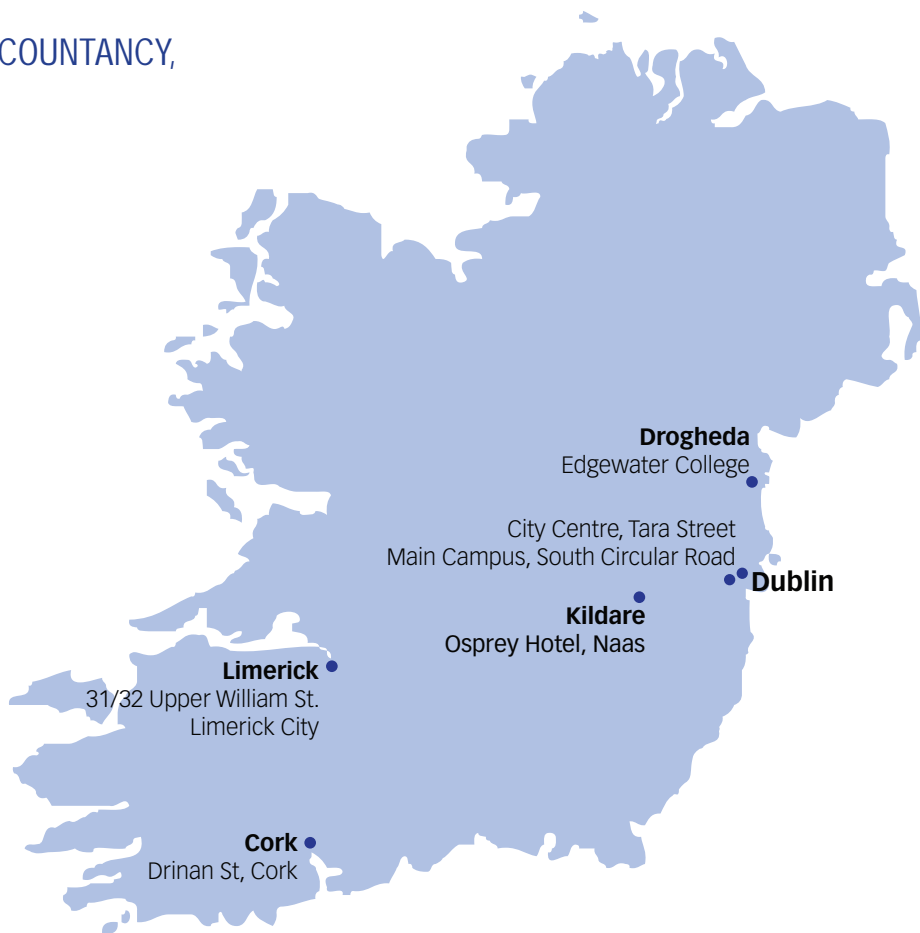 COUNTANCY,
Drogheda
Edgewater College
City Centre, Tara Street
Main Campus, South Circular Road
Dublin
Kildare
Osprey Hotel, Naas
Limerick
31/32 Upper William St.
Limerick City
Cork
Drinan St, Cork